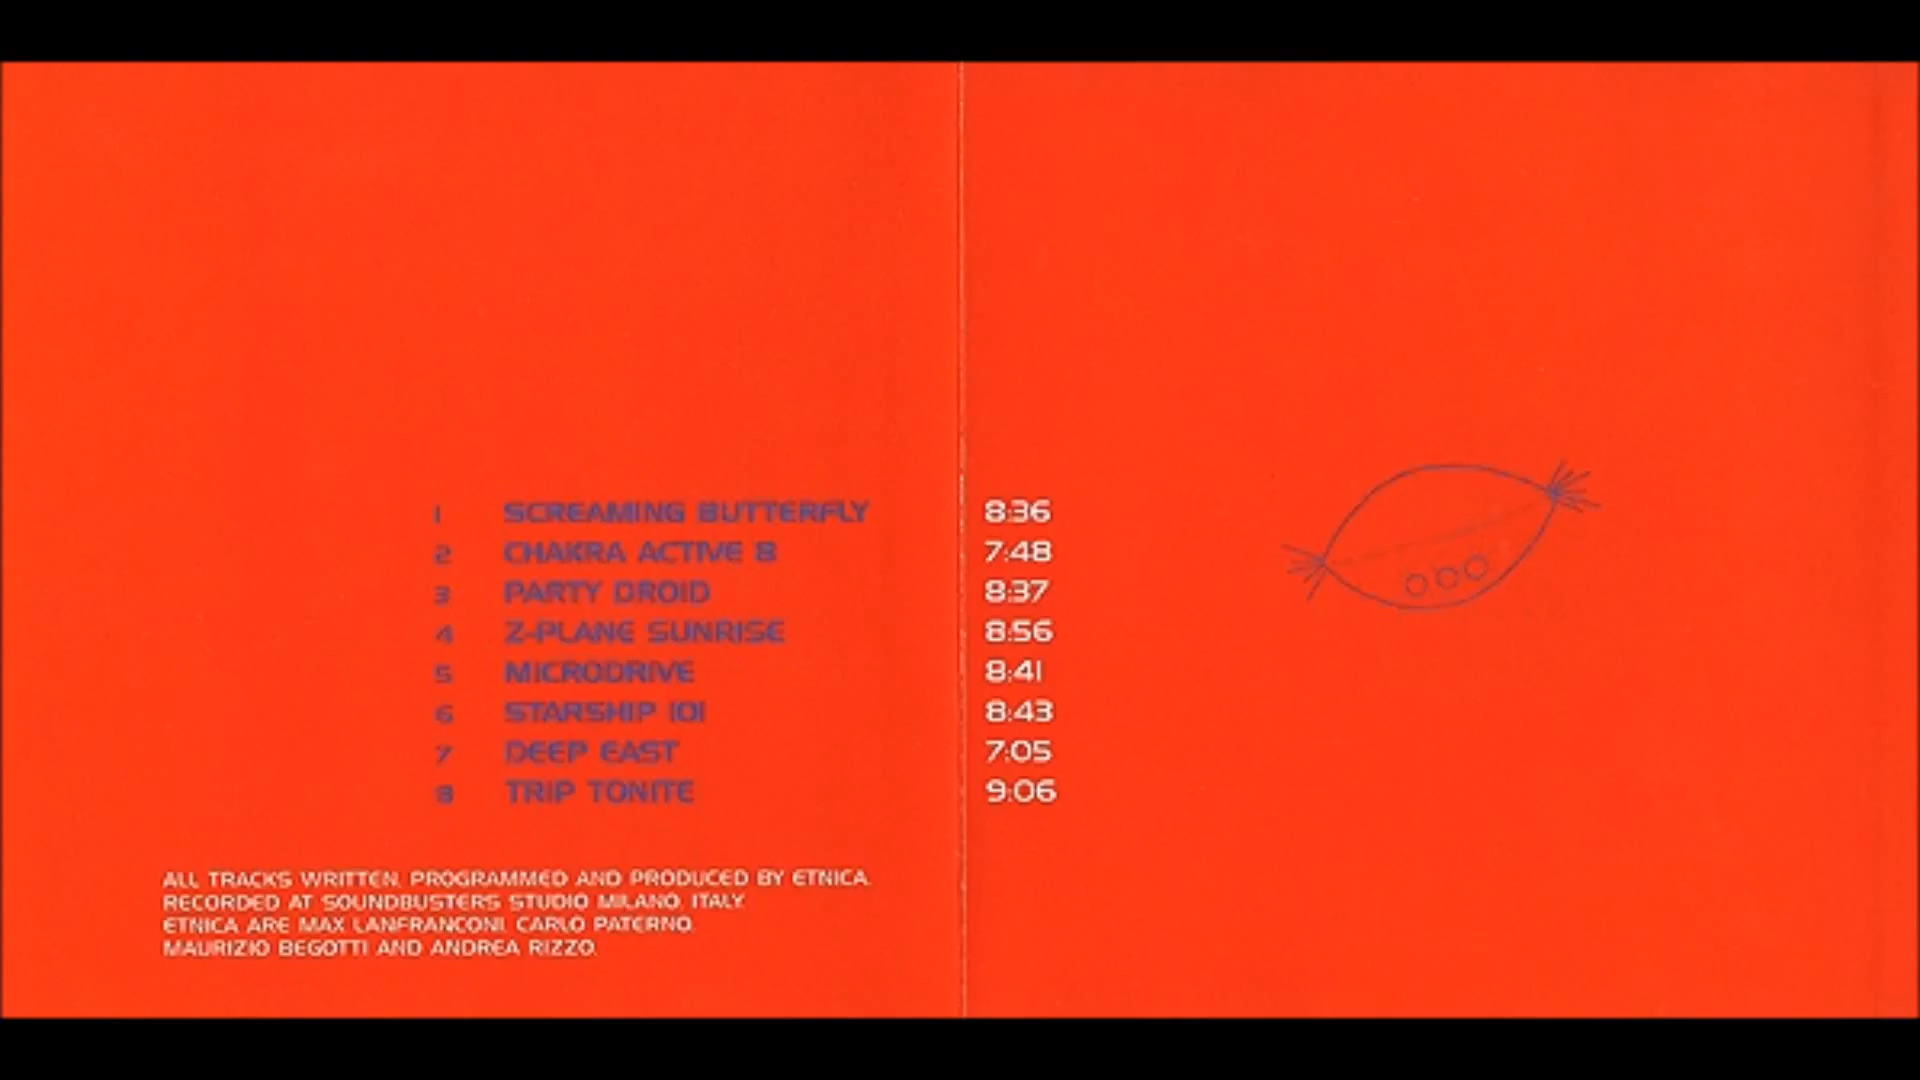 1 SCREAMING BUTTERFLY 8:36
2 CHAKRA ACTIVE 8 7:48
3 PARTY DROID 8:37
4 Z-PLANE SUNRISE 8:56
5 MICRODRIVE 8:41
6 STARSHIP 101 8:43
7 DEEP EAST 7:05
8 TRIP TONITE 9:06
ALL TRACKS WRITTEN, PROGRAMMED AND PRODUCED BY ETNICA.
RECORDED AT SOUNDBUSTERS STUDIO MILANO, ITALY.
ETNICA ARE MAX LANFRANCONI, CARLO PATERNO,
MAURIZIO BEGOTTI AND ANDREA RIZZO.